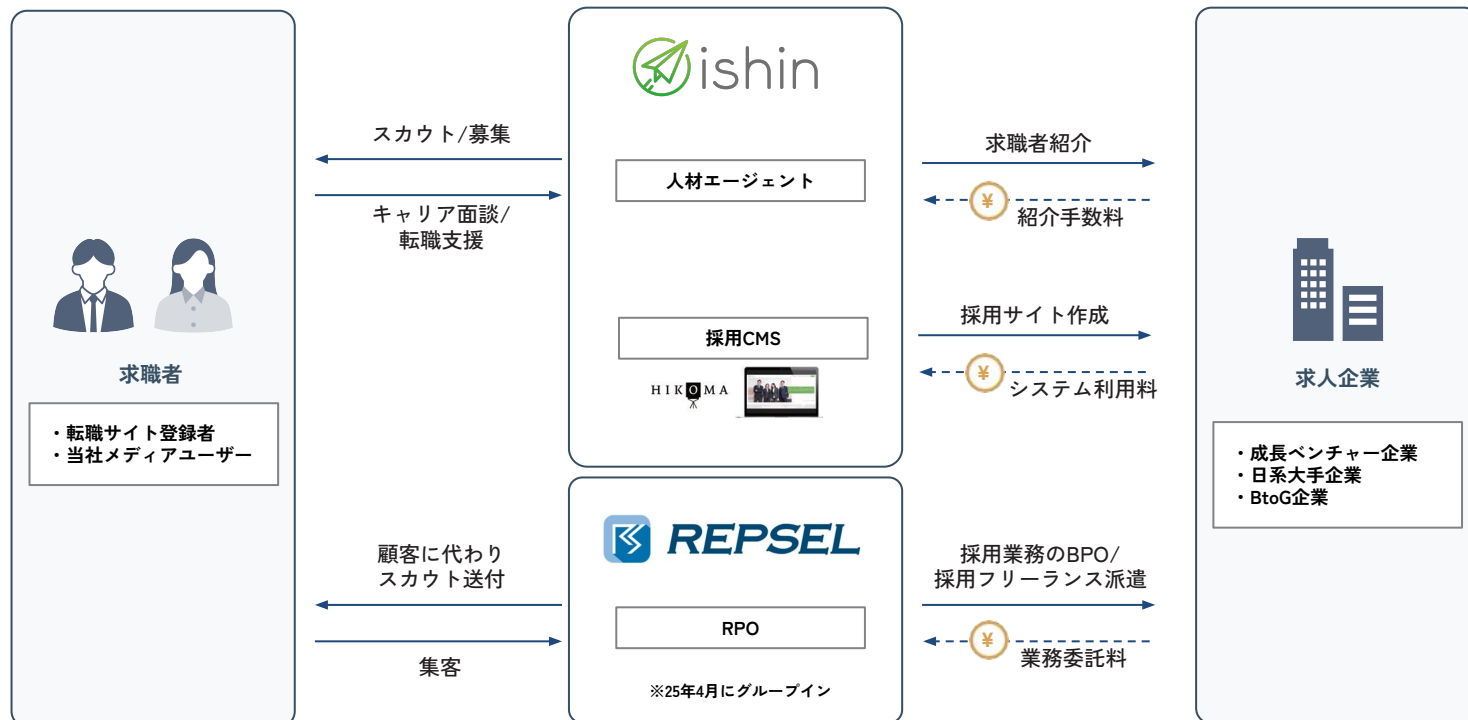 求職者
・転職サイト登録者
・当社メディアユーザー
スカウト/募集
キャリア面談/
転職支援
顧客に代わり
スカウト送付
集客
ishin
人材エージェント
採用CMS
HIKOMA
REPSEL
RPO
※25年4月にグループイン
求職者紹介
¥
紹介手数料
採用サイト作成
¥
システム利用料
採用業務のBPO/
採用フリーランス派遣
¥
業務委託料
求人企業
・成長ベンチャー企業
・日系大手企業
・BtoG企業